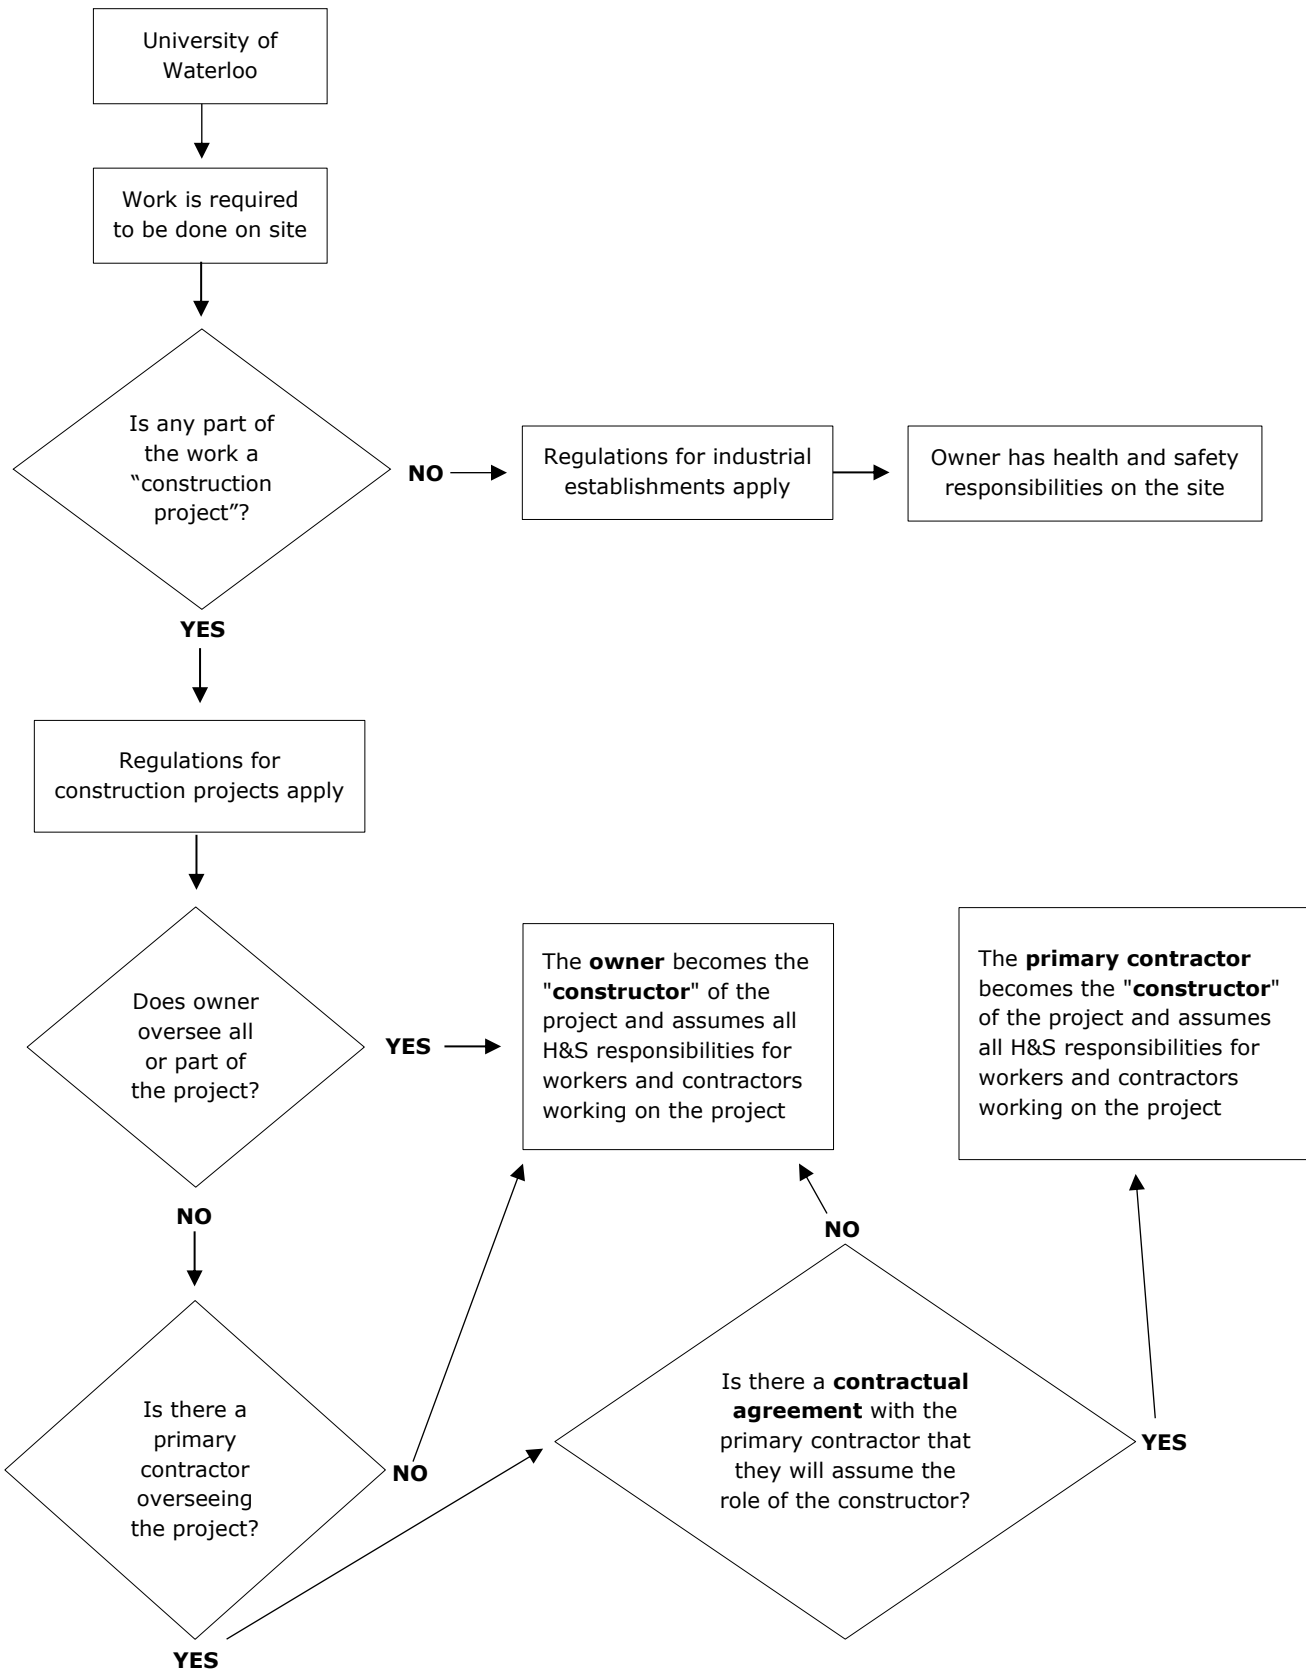 University of
Waterloo
Work is required
to be done on site
Is any part of
the work a
“construction
project”?
NO
Regulations for industrial
establishments apply
Owner has health and safety
responsibilities on the site
YES
Regulations for
construction projects apply
Does owner
oversee all
or part of
the project?
YES
The owner becomes the
"constructor" of the
project and assumes all
H&S responsibilities for
workers and contractors
working on the project
The primary contractor
becomes the "constructor"
of the project and assumes
all H&S responsibilities for
workers and contractors
working on the project
NO
NO
Is there a
primary
contractor
overseeing
the project?
NO
Is there a contractual
agreement with the
primary contractor that
they will assume the
role of the constructor?
YES
YES